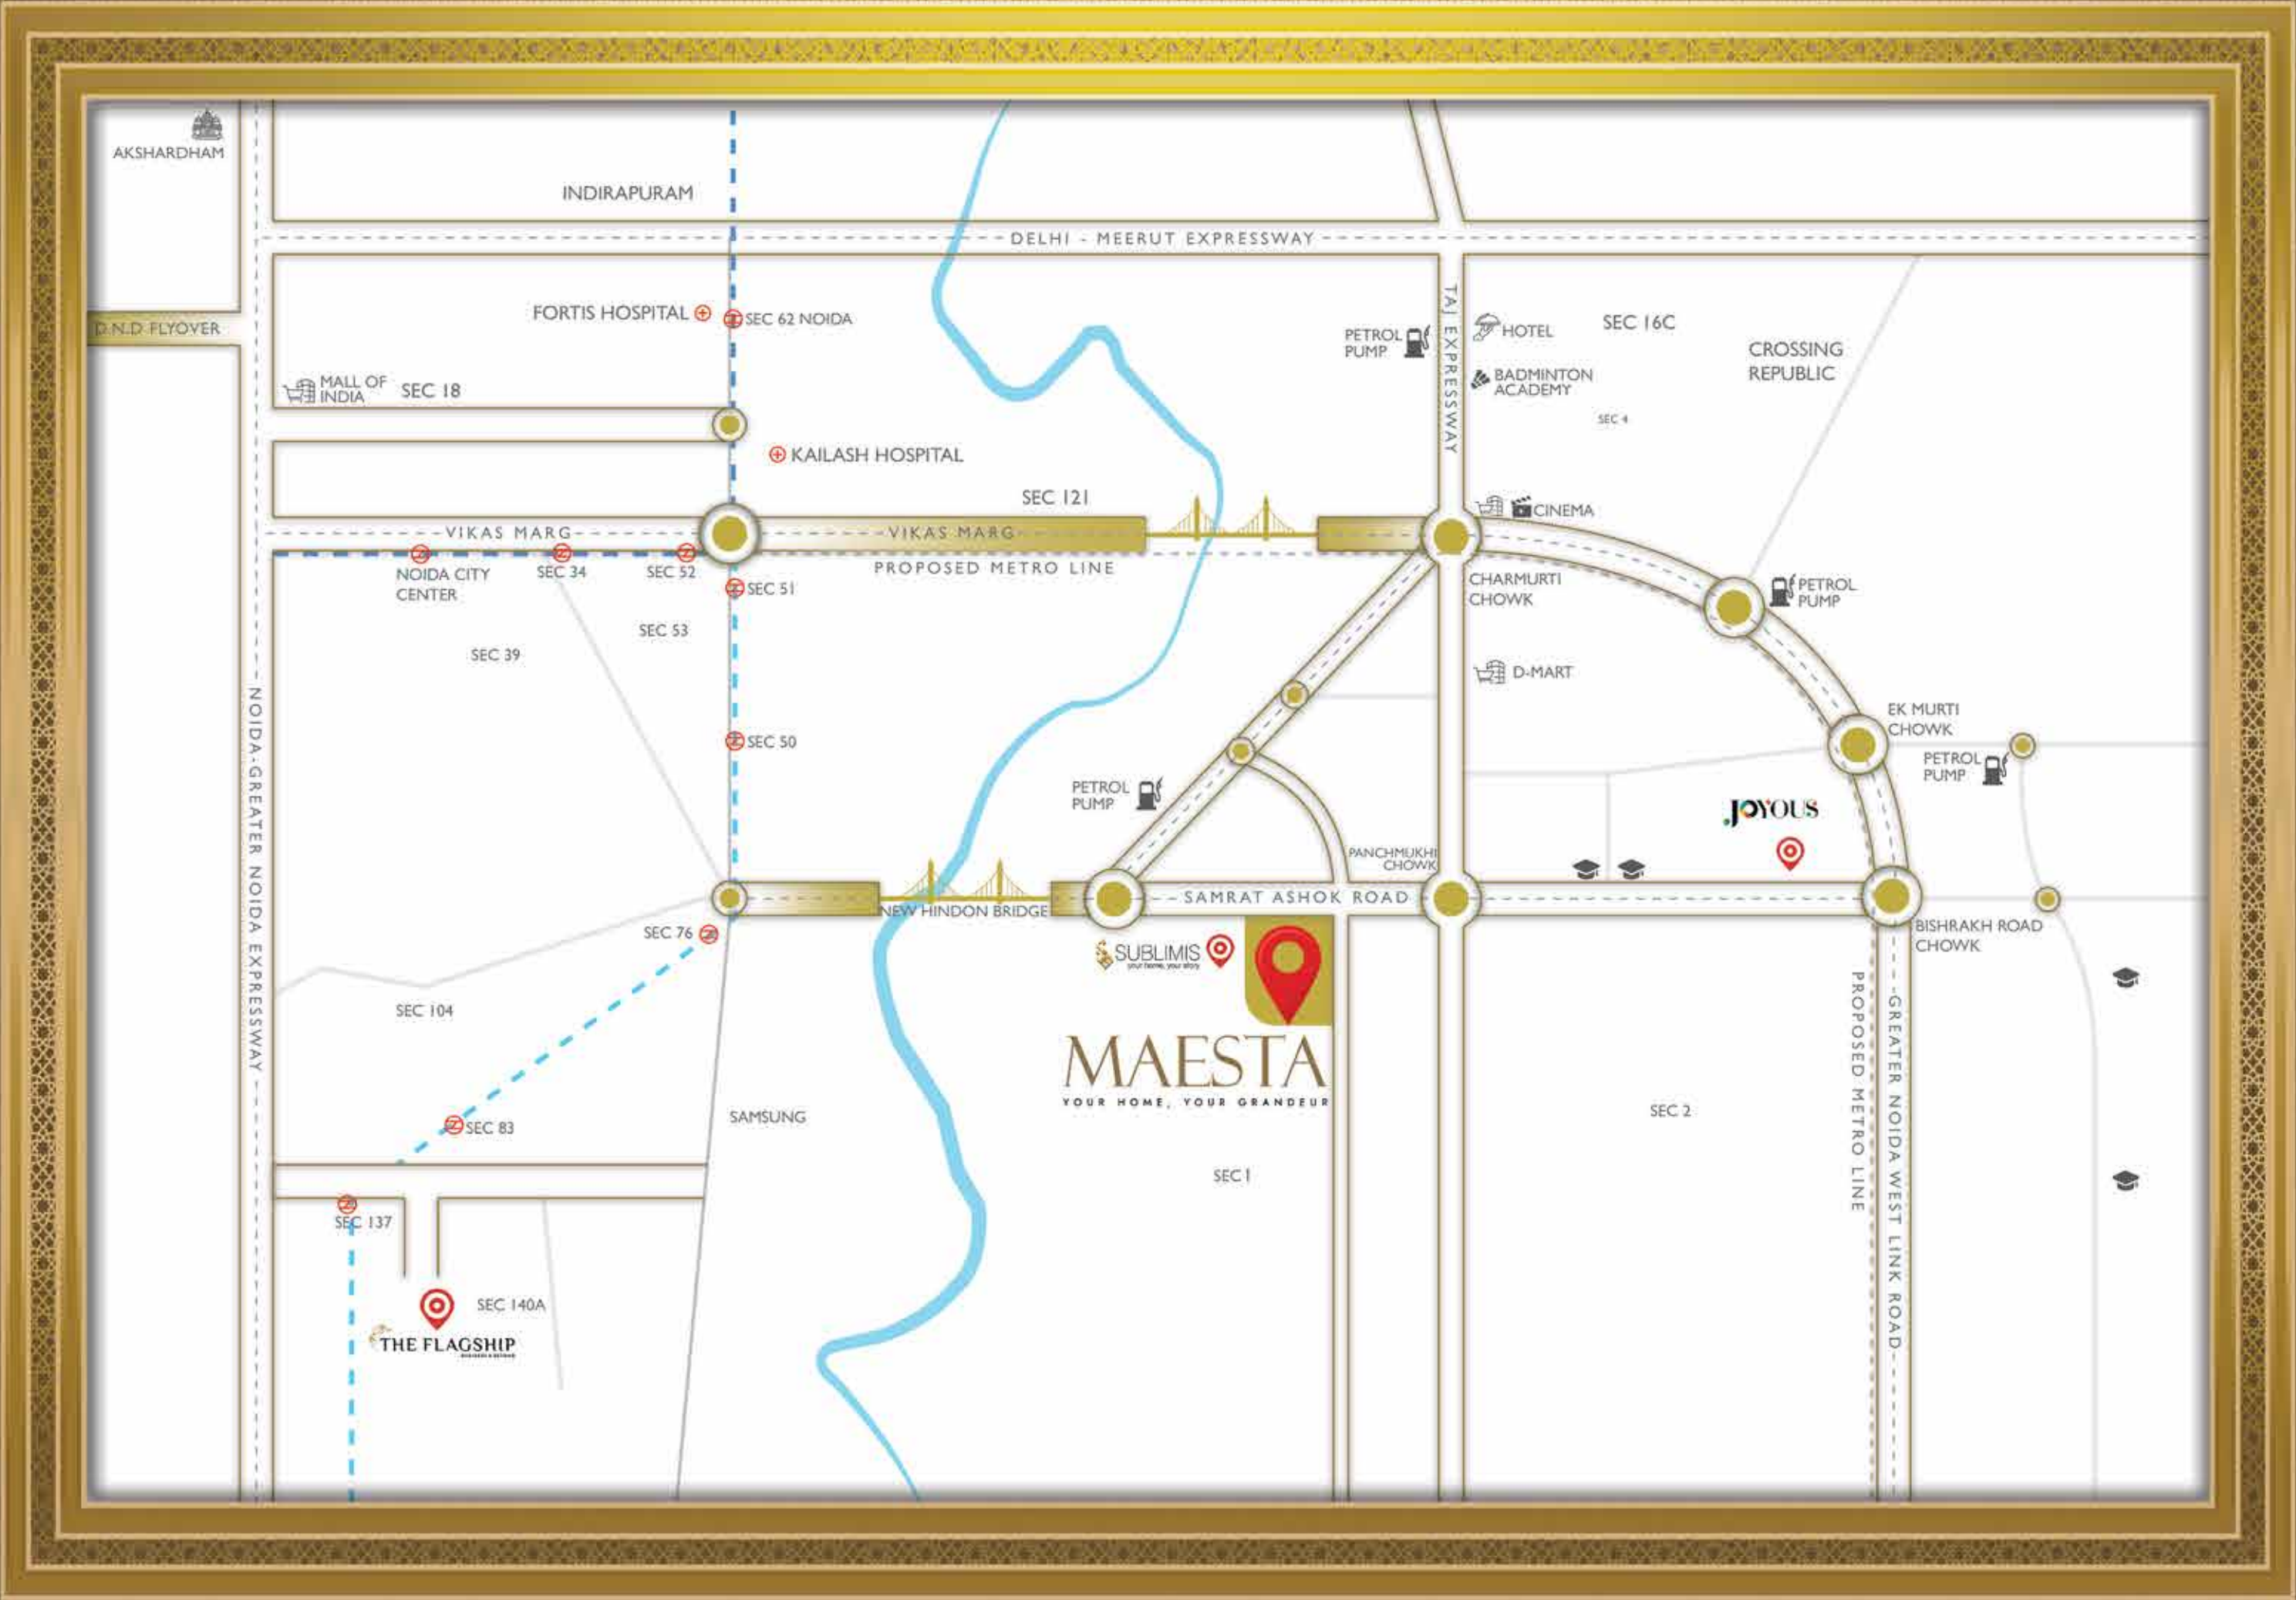 AKSHARDHAM
INDIRAPURAM
DELHI - MEERUT EXPRESSWAY
D.N.D FLYOVER
FORTIS HOSPITAL
SEC 62 NOIDA
MALL OF
INDIA
SEC 18
KAILASH HOSPITAL
SEC 121
PETROL
PUMP
TAJ EXPRESSWAY
HOTEL
SEC 16C
BADMINTON
ACADEMY
CROSSING
REPUBLIC
SEC 4
CINEMA
VIKAS MARG
VIKAS MARG
PROPOSED METRO LINE
NOIDA CITY
CENTER
SEC 34
SEC 52
SEC 51
SEC 53
SEC 39
CHARMURTI
CHOWK
PETROL
PUMP
D-MART
EK MURTI
CHOWK
PETROL
PUMP
NOIDA-GREATER NOIDA EXPRESSWAY
SEC 50
PETROL
PUMP
JOYOUS
PANCHMUKHI
CHOWK
SAMRAT ASHOK ROAD
NEW HINDON BRIDGE
SEC 76
SUBLIMIS
your home, your story
BISHRAKH ROAD
CHOWK
SEC 104
MAESTA
YOUR HOME, YOUR GRANDEUR
SEC 83
SAMSUNG
SEC 2
SEC 1
PROPOSED METRO LINE
GREATER NOIDA WEST LINK ROAD
SEC 137
SEC 140A
THE FLAGSHIP